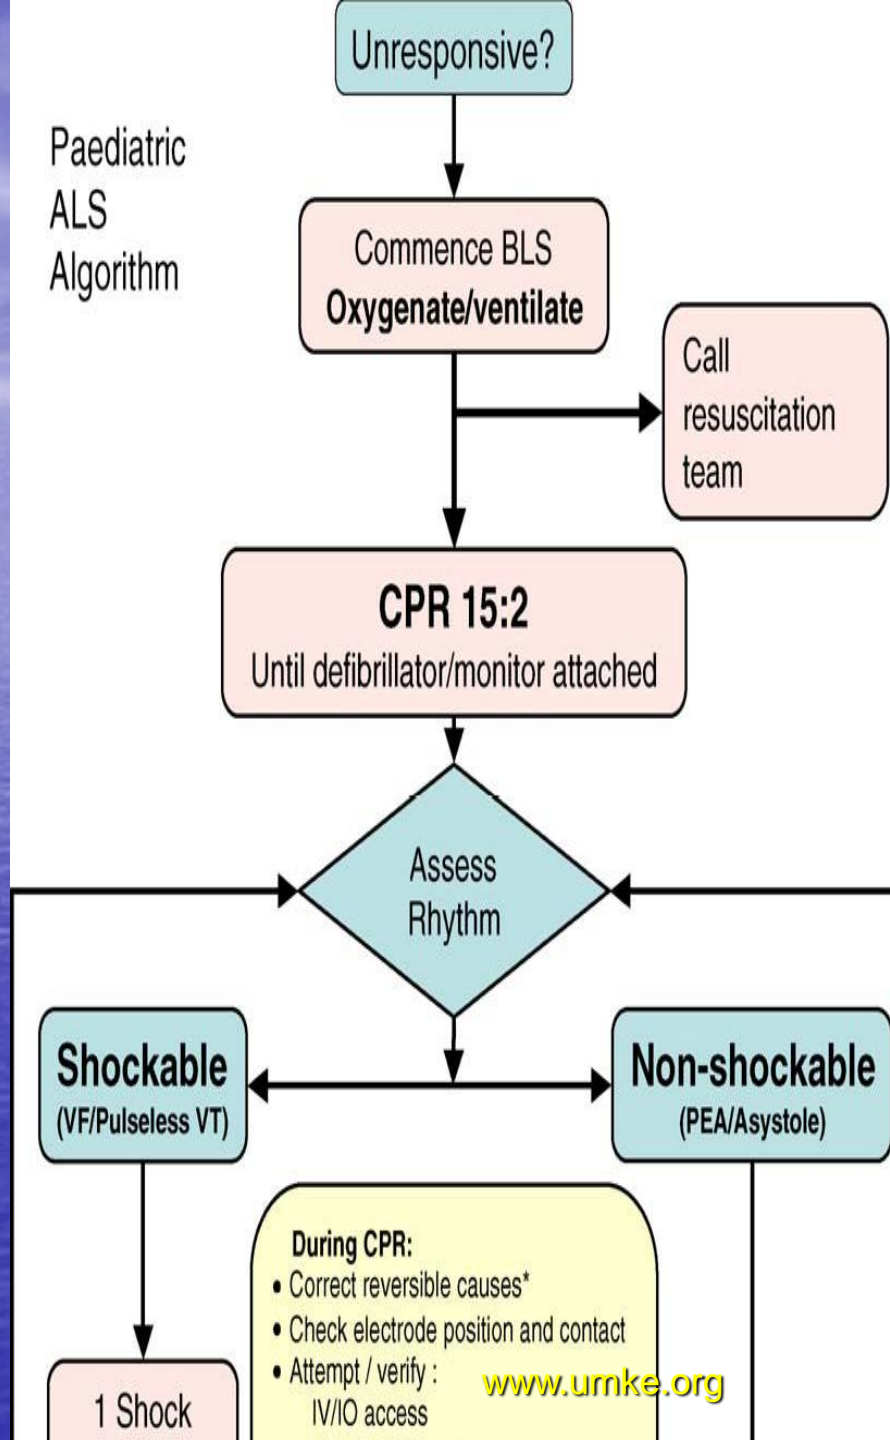 Unresponsive?
Paediatric
ALS
Algorithm
Commence BLS
Oxygenate/ventilate
Call
resuscitation
team
CPR 15:2
Until defibrillator/monitor attached
Assess
Rhythm
Shockable
(VF/Pulseless VT)
Non-shockable
(PEA/Asystole)
During CPR:
• Correct reversible causes*
• Check electrode position and contact
• Attempt / verify :
IV/IO access
1 Shock
www.umke.org